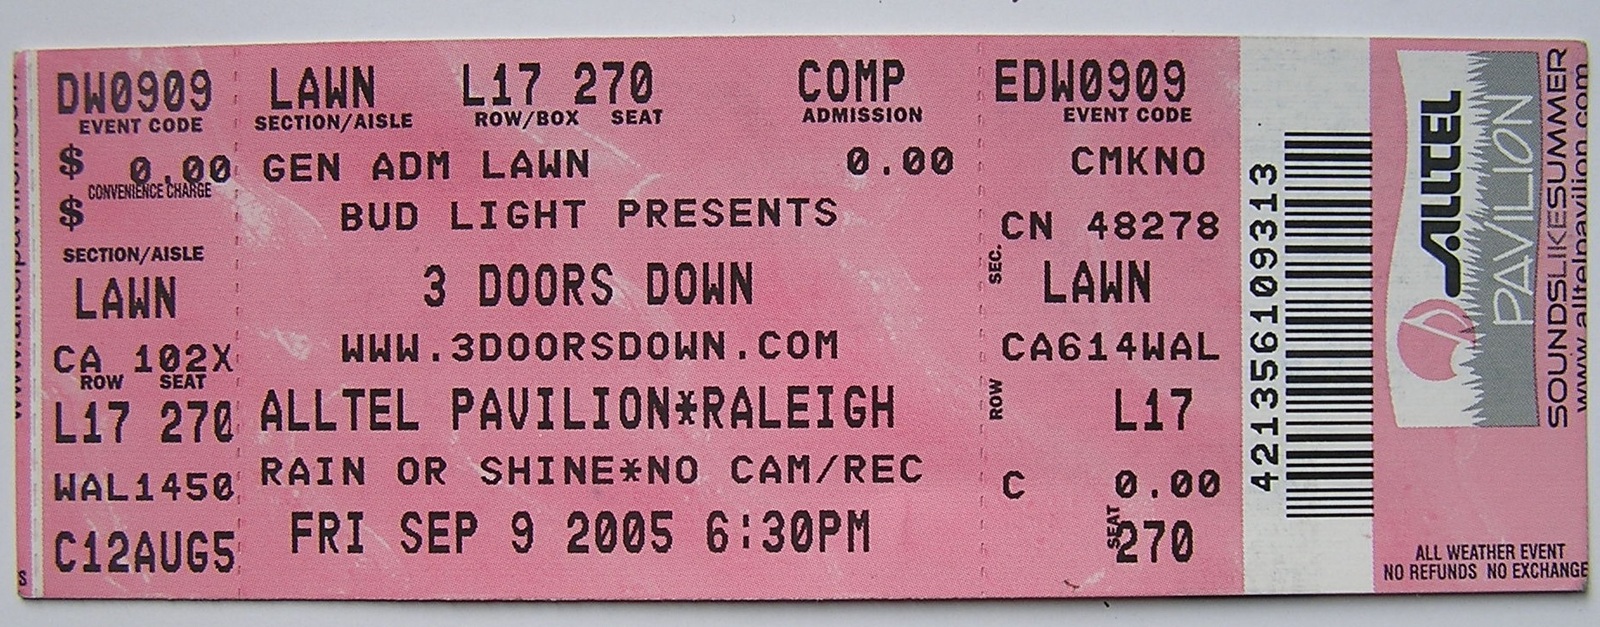 DW0909
EVENT CODE
$ 0.00
CONVENIENCE CHARGE
$
SECTION/AISLE
LAWN
CA 102X
ROW SEAT
L17 270
WAL1450
C12AUG5
LAWN L17 270 COMP
SECTION/AISLE ROW/BOX SEAT ADMISSION
GEN ADM LAWN 0.00
BUD LIGHT PRESENTS
3 DOORS DOWN
WWW.3DOORSDOWN.COM
ALLTEL PAVILION*RALEIGH
RAIN OR SHINE*NO CAM/REC
FRI SEP 9 2005 6:30PM
EDW0909
EVENT CODE
CMKNO
CN 48278
SEC.
LAWN
CA614WAL
ROW
L17
C 0.00
SEAT
270
421356109313
ALLTEL
PAVILION
SOUNDSLIKESUMMER
www.alltelpavilion.com
ALL WEATHER EVENT
NO REFUNDS NO EXCHANGE